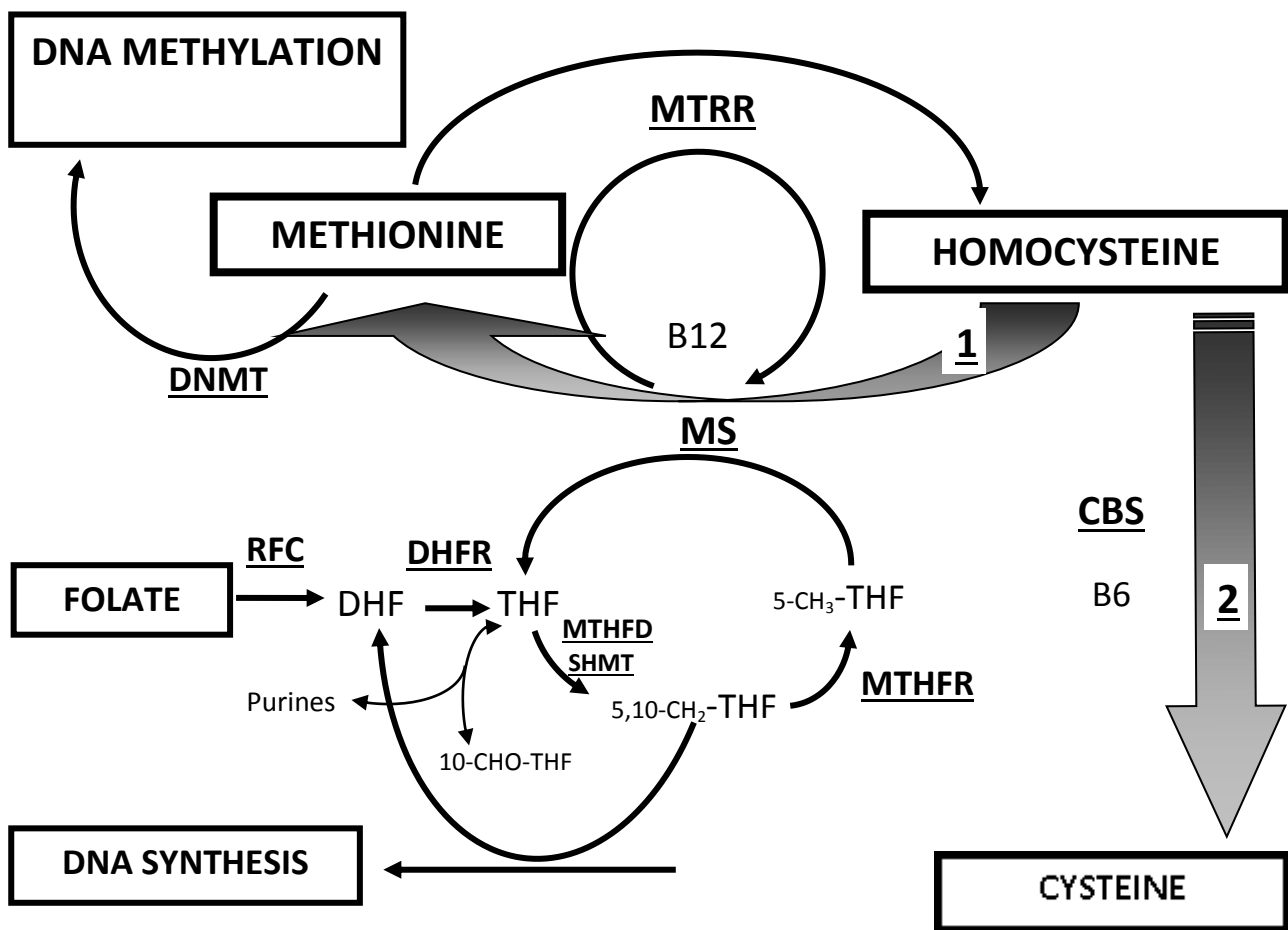 DNA METHYLATION
MTRR
METHIONINE
HOMOCYSTEINE
B12
1
DNMT
MS
CBS
RFC
DHFR
FOLATE
DHF
THF
5-CH₃-THF
B6
2
MTHFD
SHMT
MTHFR
Purines
5,10-CH₂-THF
10-CHO-THF
DNA SYNTHESIS
CYSTEINE